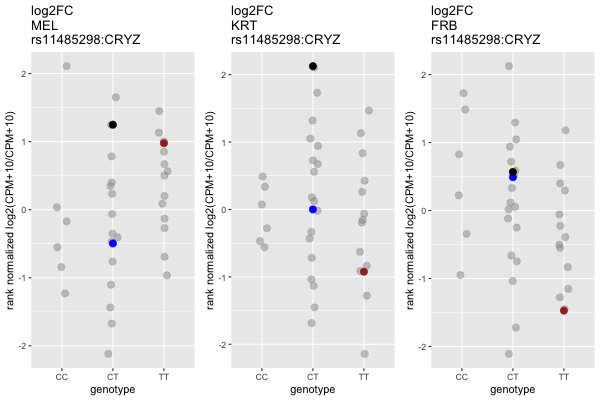 log2FC
MEL
rs11485298:CRYZ
rank normalized log2(CPM+10/CPM+10)
2
1
0
-1
-2
CC CT TT
genotype
log2FC
KRT
rs11485298:CRYZ
rank normalized log2(CPM+10/CPM+10)
2
1
0
-1
-2
CC CT TT
genotype
log2FC
FRB
rs11485298:CRYZ
rank normalized log2(CPM+10/CPM+10)
2
1
0
-1
-2
CC CT TT
genotype